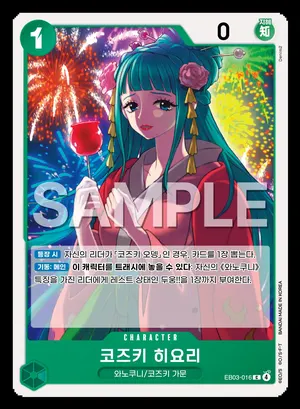 1
0
지혜
知
SAMPLE
등장 시 자신의 리더가 「코즈키 오뎅」인 경우, 카드를 1장 뽑는다.
기동: 메인 이 캐릭터를 트래시에 놓을 수 있다: 자신의 《와노쿠니》
특징을 가진 리더에게 레스트 상태인 두웅!!을 1장까지 부여한다.
CHARACTER
코즈키 히요리
와노쿠니/코즈키 가문
EB03-016
BANDAI MADE IN KOREA